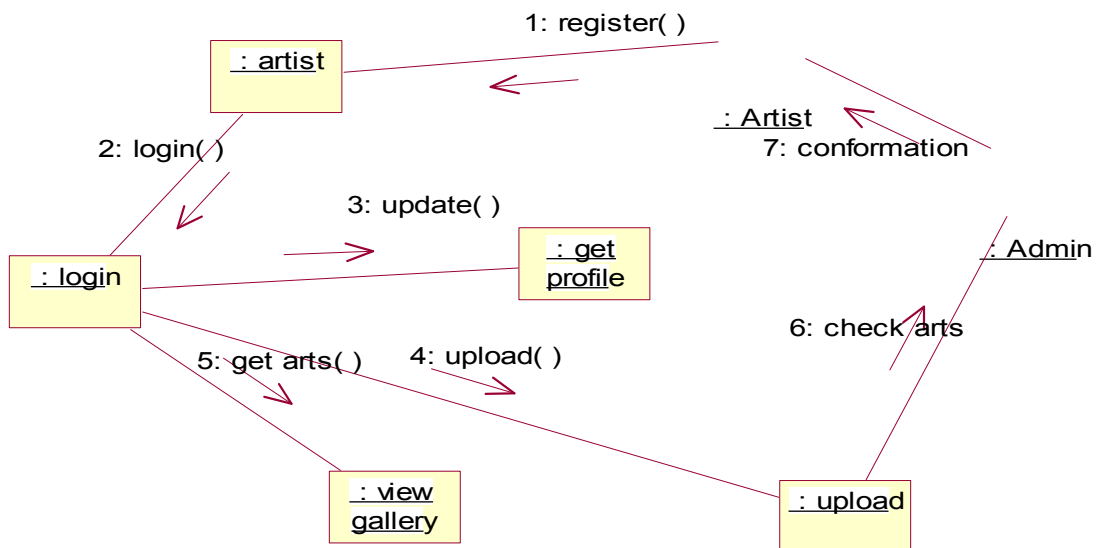 1: register( )
: artist
: Artist
2: login( )
7: conformation
3: update( )
: get
profile
: Admin
: login
6: check arts
5: get arts( )
4: upload( )
: view
gallery
: upload